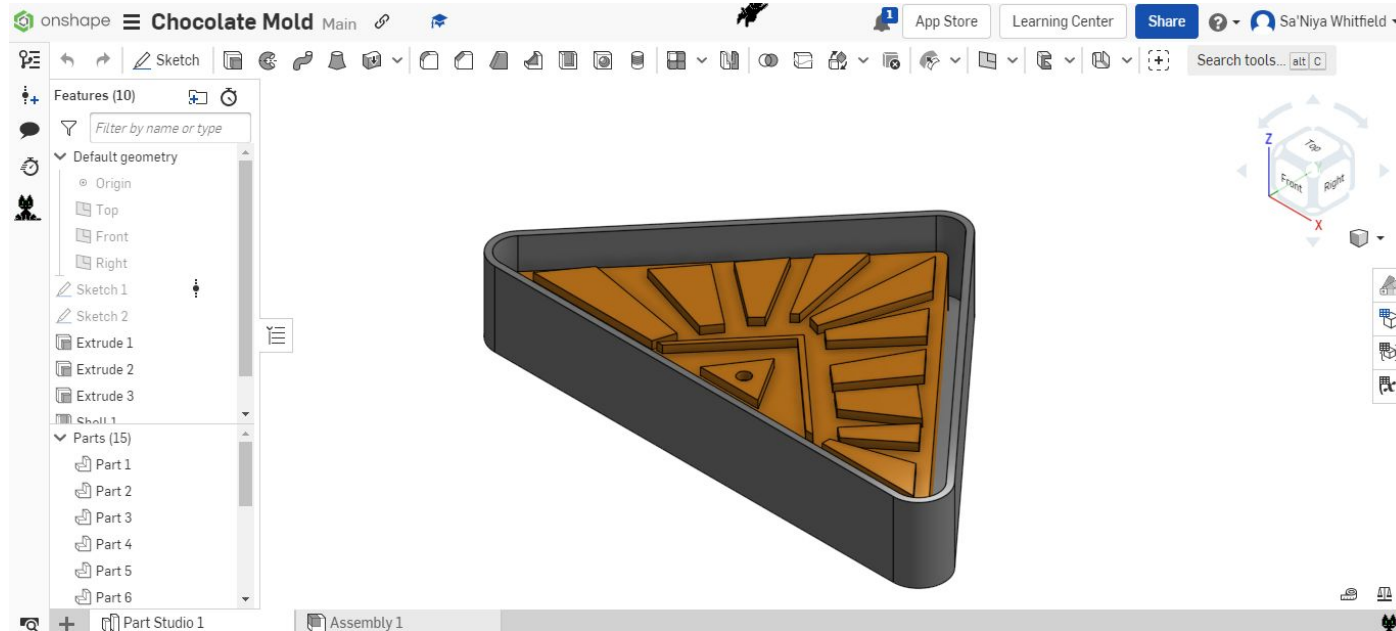 onshape Chocolate Mold Main 1 App Store Learning Center Share Sa'Niya Whitfield
Sketch Search tools... alt C
Features (10)
Filter by name or type
Default geometry
Origin
Top
Front
Right
Sketch 1
Sketch 2
Extrude 1
Extrude 2
Extrude 3
Shell 1
Parts (15)
Part 1
Part 2
Part 3
Part 4
Part 5
Part 6
Part Studio 1 Assembly 1
Z
Top
Front Right
X